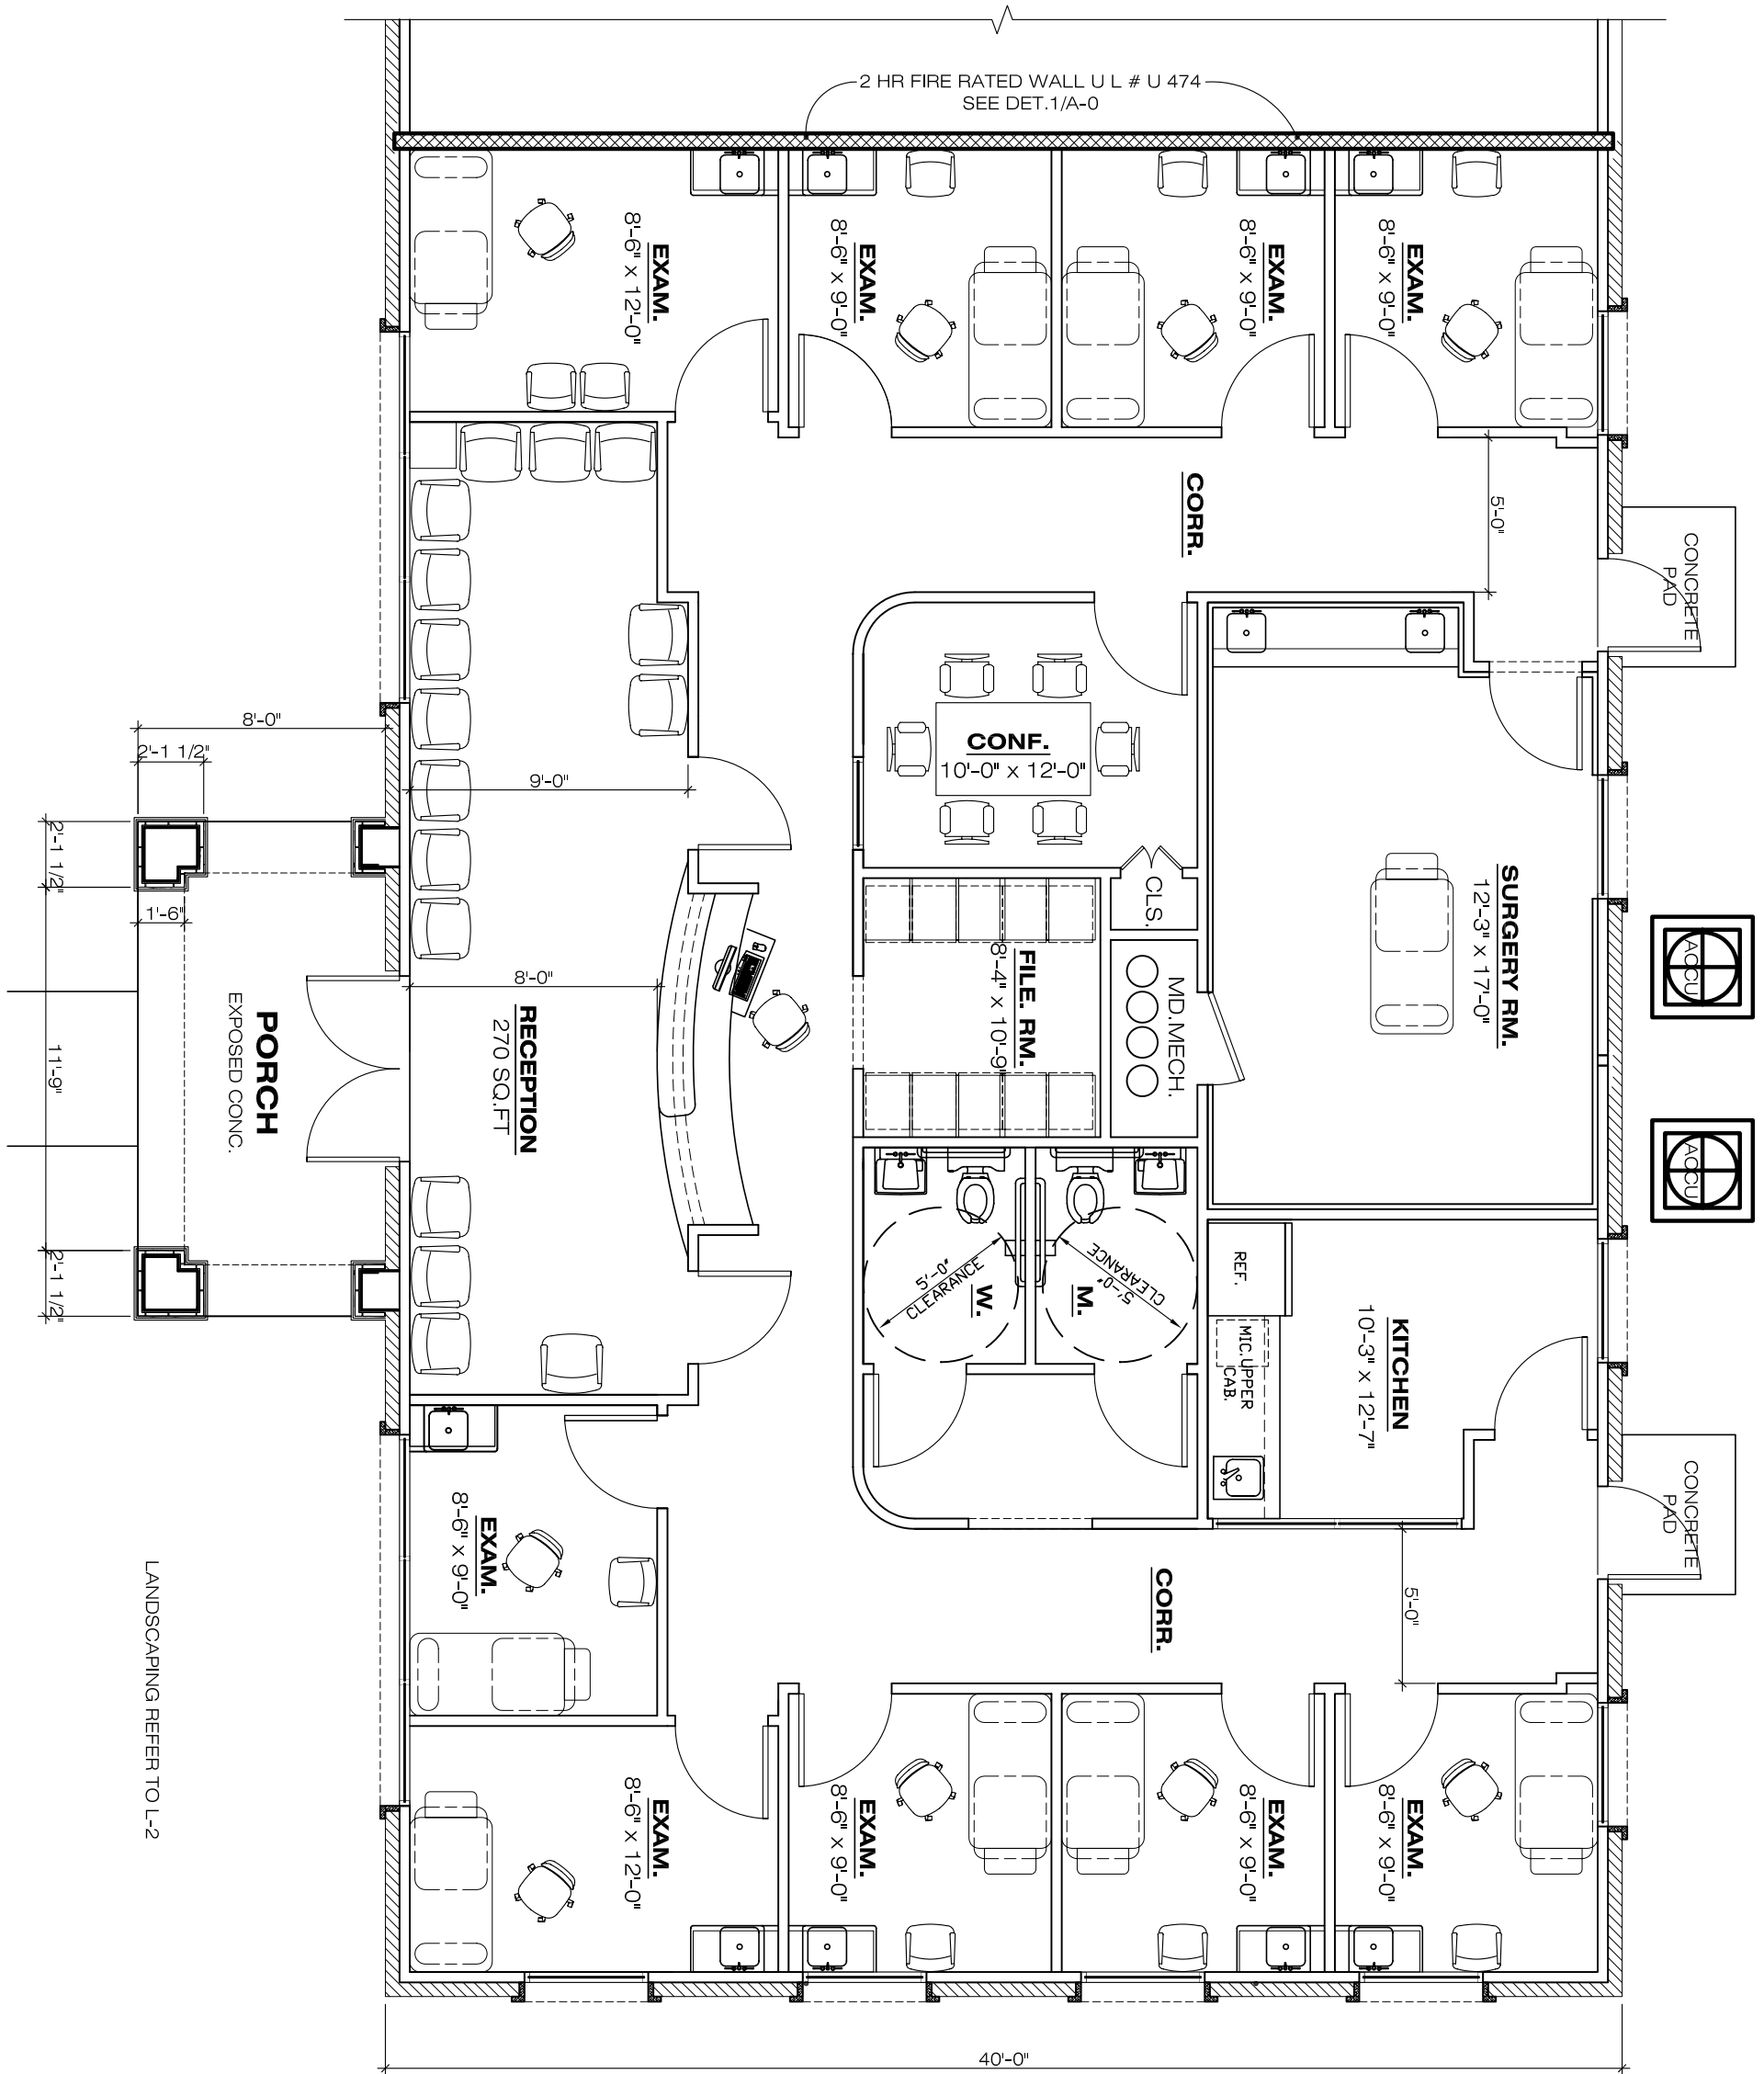 2 HR FIRE RATED WALL U L # U 474
SEE DET.1/A-0
EXAM.
8'-6" x 12'-0"
EXAM.
8'-6" x 9'-0"
EXAM.
8'-6" x 9'-0"
EXAM.
8'-6" x 9'-0"
CORR.
5'-0"
CONCRETE
PAD
8'-0"
2'-1 1/2"
9'-0"
CONF.
10'-0" x 12'-0"
CLS.
SURGERY RM.
12'-3" x 17'-0"
ACCU
ACCU
2'-1 1/2"
1'-6"
11'-9"
2'-1 1/2"
PORCH
EXPOSED CONC.
8'-0"
RECEPTION
270 SQ.FT
FILE. RM.
8'-4" x 10'-9"
MD.MECH.
5'-0"
CLEARANCE
W.
5'-0"
CLEARANCE
M.
REF.
MIC.UPPER
CAB.
KITCHEN
10'-3" x 12'-7"
CONCRETE
PAD
EXAM.
8'-6" x 9'-0"
CORR.
5'-0"
LANDSCAPING REFER TO L-2
EXAM.
8'-6" x 12'-0"
EXAM.
8'-6" x 9'-0"
EXAM.
8'-6" x 9'-0"
EXAM.
8'-6" x 9'-0"
40'-0"